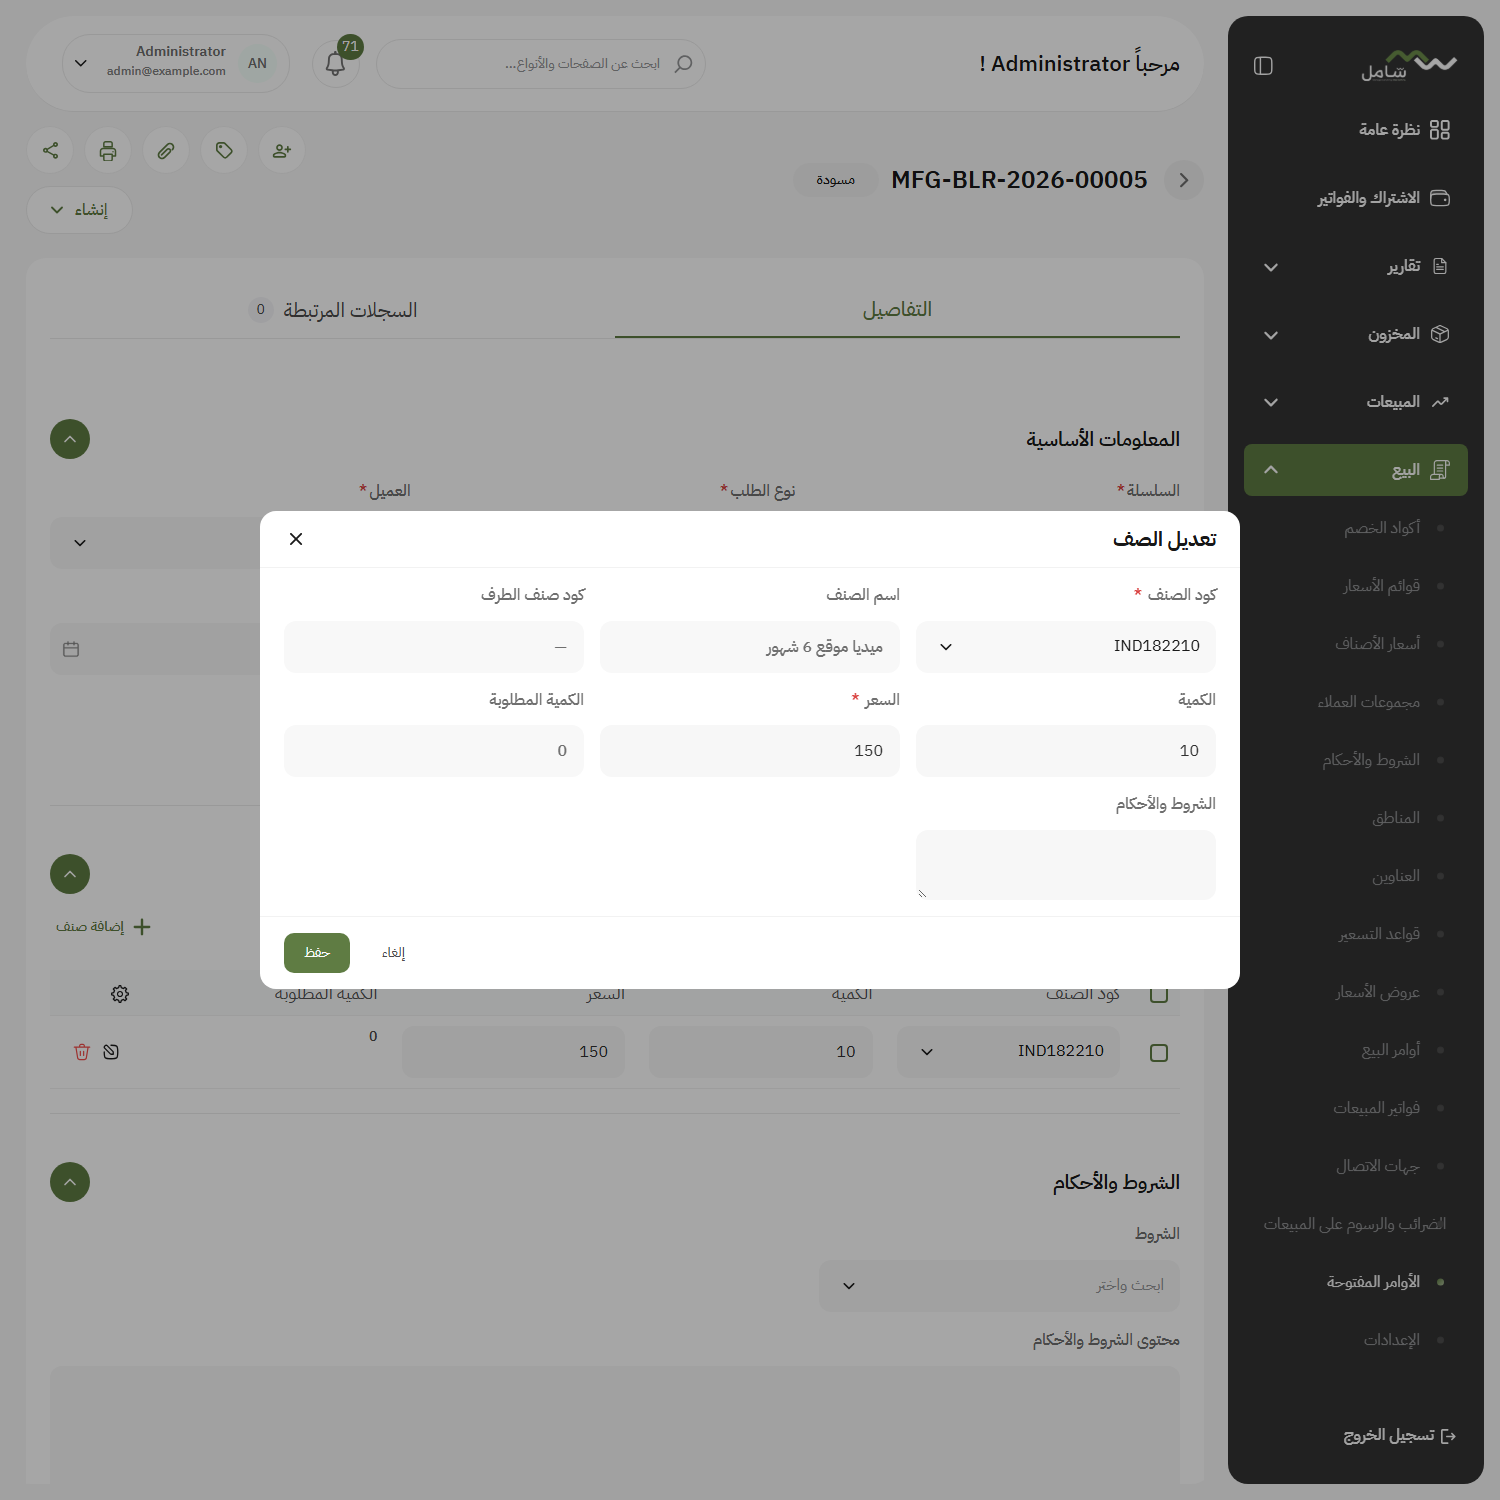 شامل
نظرة عامة
الاشتراك والفواتير
تقارير
المخزون
المبيعات
البيع
أكواد الخصم
قوائم الأسعار
أسعار الأصناف
مجموعات العملاء
الشروط والأحكام
المناطق
العناوين
قواعد التسعير
عروض الأسعار
أوامر البيع
فواتير المبيعات
جهات الاتصال
الضرائب والرسوم على المبيعات
الأوامر المفتوحة
الإعدادات
تسجيل الخروج
مرحباً Administrator !
ابحث عن الصفحات والأنواع...
71
AN
Administrator
admin@example.com
MFG-BLR-2026-00005
مسودة
إنشاء
التفاصيل
السجلات المرتبطة 0
المعلومات الأساسية
السلسلة*
نوع الطلب*
العميل*
تعديل الصف
كود الصنف *
اسم الصنف
كود صنف الطرف
IND182210
ميديا موقع 6 شهور
—
الكمية
السعر *
الكمية المطلوبة
10
150
0
الشروط والأحكام
إلغاء
حفظ
إضافة صنف
كود الصنف
الكمية
السعر
الكمية المطلوبة
IND182210
10
150
0
الشروط والأحكام
الشروط
ابحث واختر
محتوى الشروط والأحكام